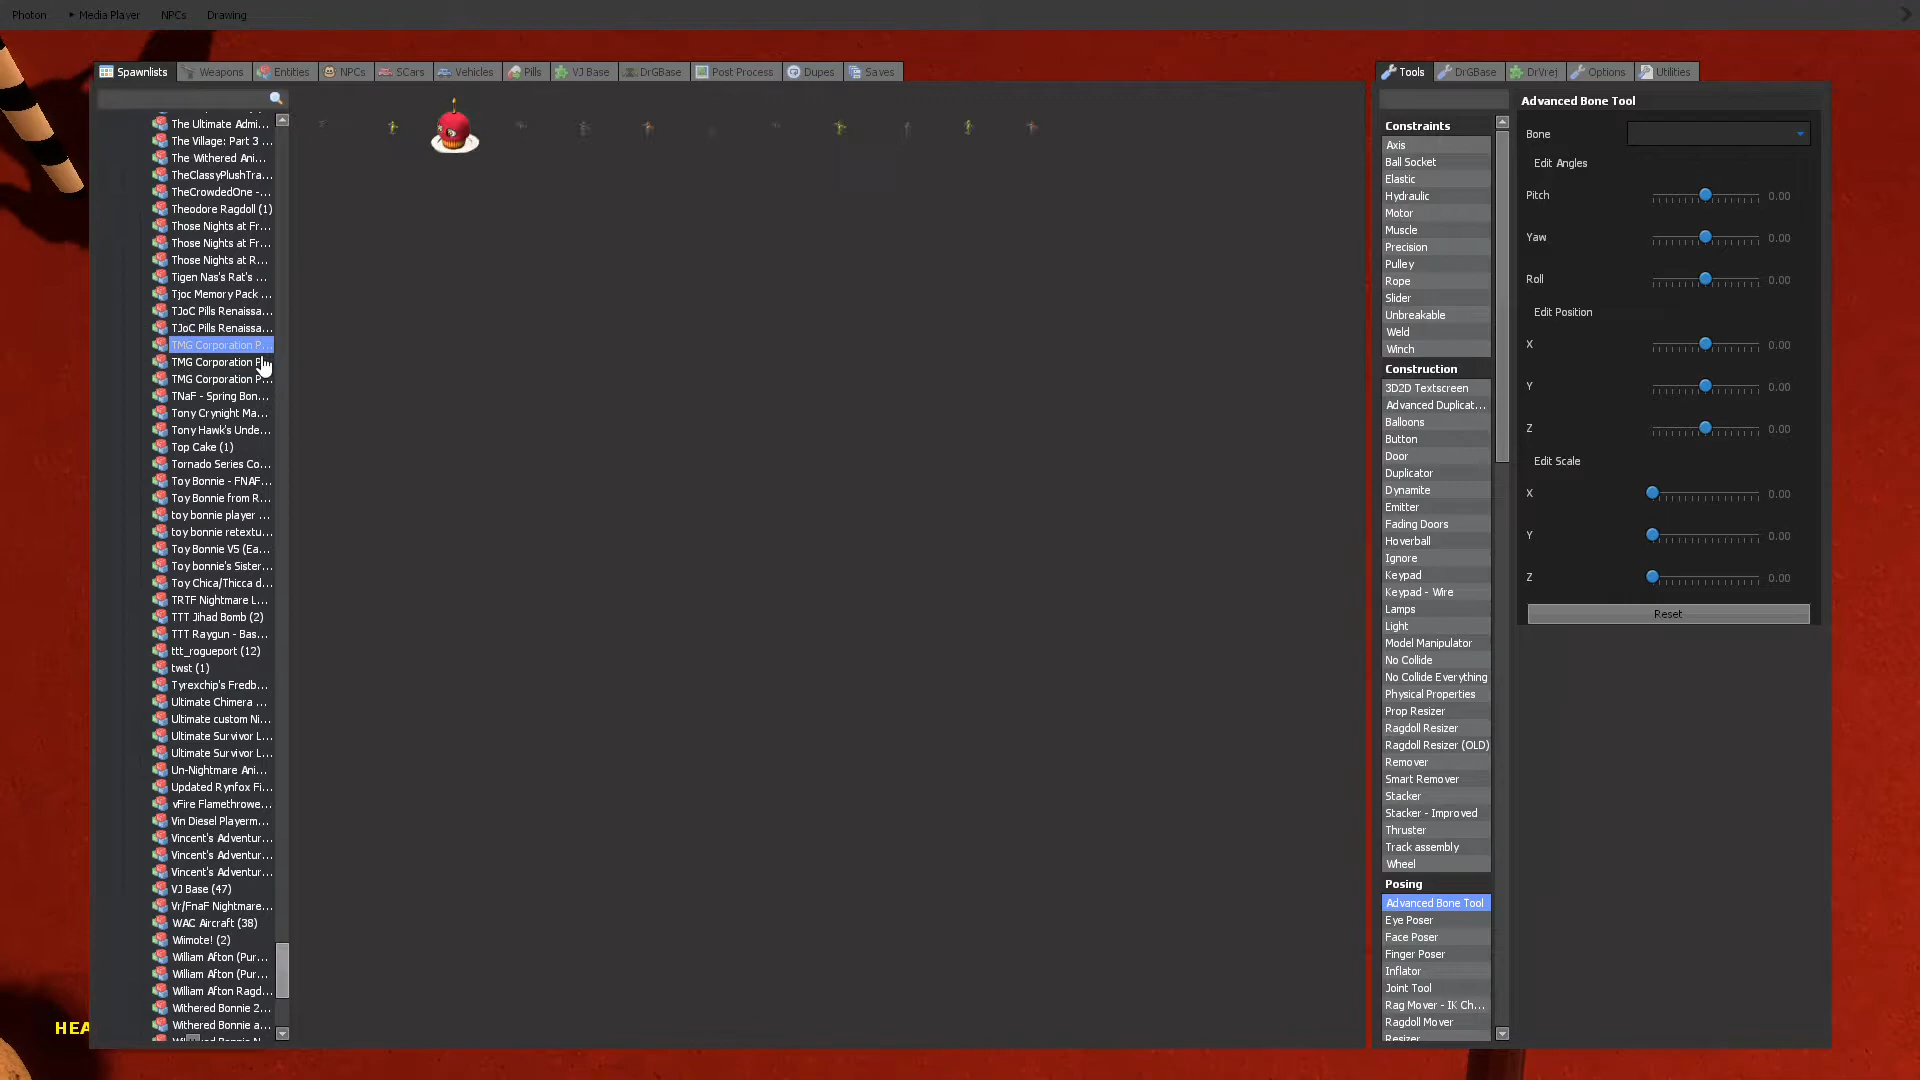 Photon
Media Player
NPCs
Drawing
Spawnlists
Weapons
Entities
NPCs
SCars
Vehicles
Pills
VJ Base
DrGBase
Post Process
Dupes
Saves
Tools
DrGBase
DrVrej
Options
Utilities
The Ultimate Admi...
The Village: Part 3 ...
The Withered Ani...
TheClassyPlushTra...
TheCrowdedOne -...
Theodore Ragdoll (1)
Those Nights at Fr...
Those Nights at Fr...
Those Nights at R...
Tigen Nas's Rat's ...
Tjoc Memory Pack ...
TJoC Pills Renaissa...
TJoC Pills Renaissa...
TMG Corporation P...
TMG Corporation P
TMG Corporation P...
TNaF - Spring Bon...
Tony Crynight Ma...
Tony Hawk's Unde...
Top Cake (1)
Tornado Series Co...
Toy Bonnie - FNAF...
Toy Bonnie from R...
toy bonnie player ...
toy bonnie retextu...
Toy Bonnie V5 (Ea...
Toy bonnie's Sister...
Toy Chica/Thicca d...
TRTF Nightmare L...
TTT Jihad Bomb (2)
TTT Raygun - Bas...
ttt_rogueport (12)
twst (1)
Tyrexchip's Fredb...
Ultimate Chimera ...
Ultimate custom Ni...
Ultimate Survivor L...
Ultimate Survivor L...
Un-Nightmare Ani...
Updated Rynfox Fi...
vFire Flamethrowe...
Vin Diesel Playerm...
Vincent's Adventur...
Vincent's Adventur...
Vincent's Adventur...
VJ Base (47)
Vr/FnaF Nightmare...
WAC Aircraft (38)
Wiimote! (2)
William Afton (Pur...
William Afton (Pur...
William Afton Ragd...
Withered Bonnie 2...
Withered Bonnie a...
HEA
Constraints
Axis
Ball Socket
Elastic
Hydraulic
Motor
Muscle
Precision
Pulley
Rope
Slider
Unbreakable
Weld
Winch
Construction
3D2D Textscreen
Advanced Duplicat...
Balloons
Button
Door
Duplicator
Dynamite
Emitter
Fading Doors
Hoverball
Ignore
Keypad
Keypad - Wire
Lamps
Light
Model Manipulator
No Collide
No Collide Everything
Physical Properties
Prop Resizer
Ragdoll Resizer
Ragdoll Resizer (OLD)
Remover
Smart Remover
Stacker
Stacker - Improved
Thruster
Track assembly
Wheel
Posing
Advanced Bone Tool
Eye Poser
Face Poser
Finger Poser
Inflator
Joint Tool
Rag Mover - IK Ch...
Ragdoll Mover
Resizer
Advanced Bone Tool
Bone
Edit Angles
Pitch 0.00
Yaw 0.00
Roll 0.00
Edit Position
X 0.00
Y 0.00
Z 0.00
Edit Scale
X 0.00
Y 0.00
Z 0.00
Reset